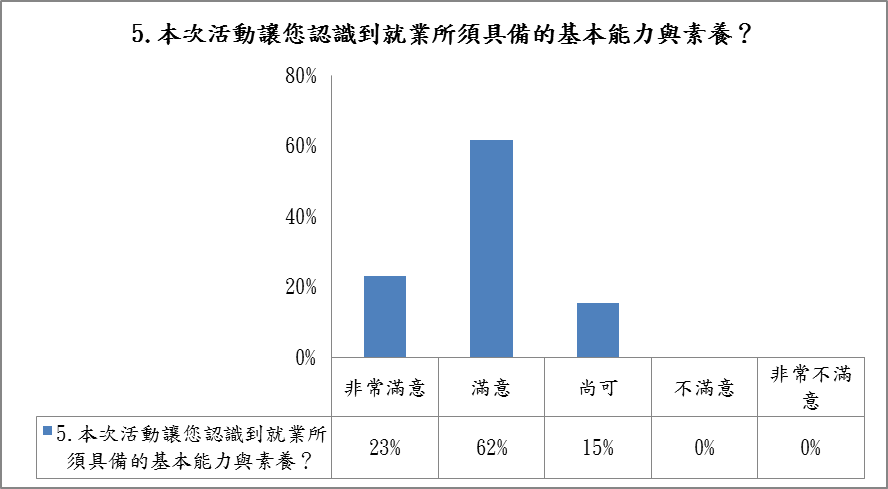 5.本次活動讓您認識到就業所須具備的基本能力與素養？
80%
60%
40%
20%
0%
非常滿意
滿意
尚可
不滿意
非常不滿
意
5.本次活動讓您認識到就業所
須具備的基本能力與素養？
23%
62%
15%
0%
0%